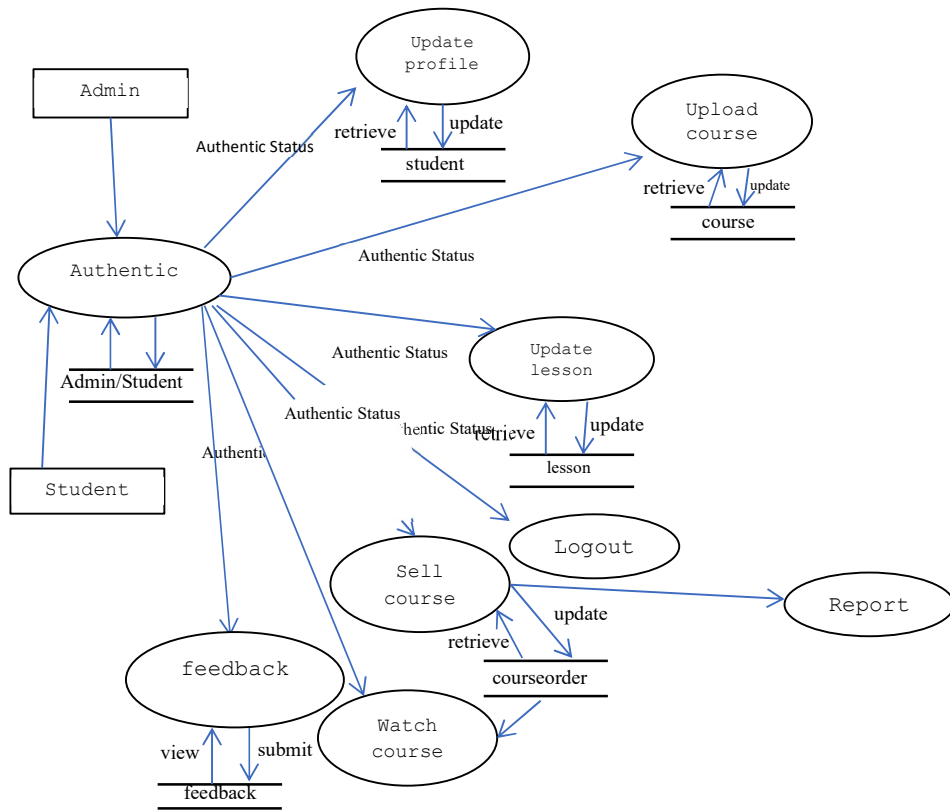 Update
profile
Admin
Upload
course
Authentic Status
retrieve
update
student
retrieve
update
course
Authentic
Authentic Status
Authentic Status
Update
lesson
Admin/Student
Authentic Status
hentic Status
retrieve
update
Authentic
lesson
Student
Logout
Sell
course
Report
update
retrieve
feedback
courseorder
Watch
course
view
submit
feedback